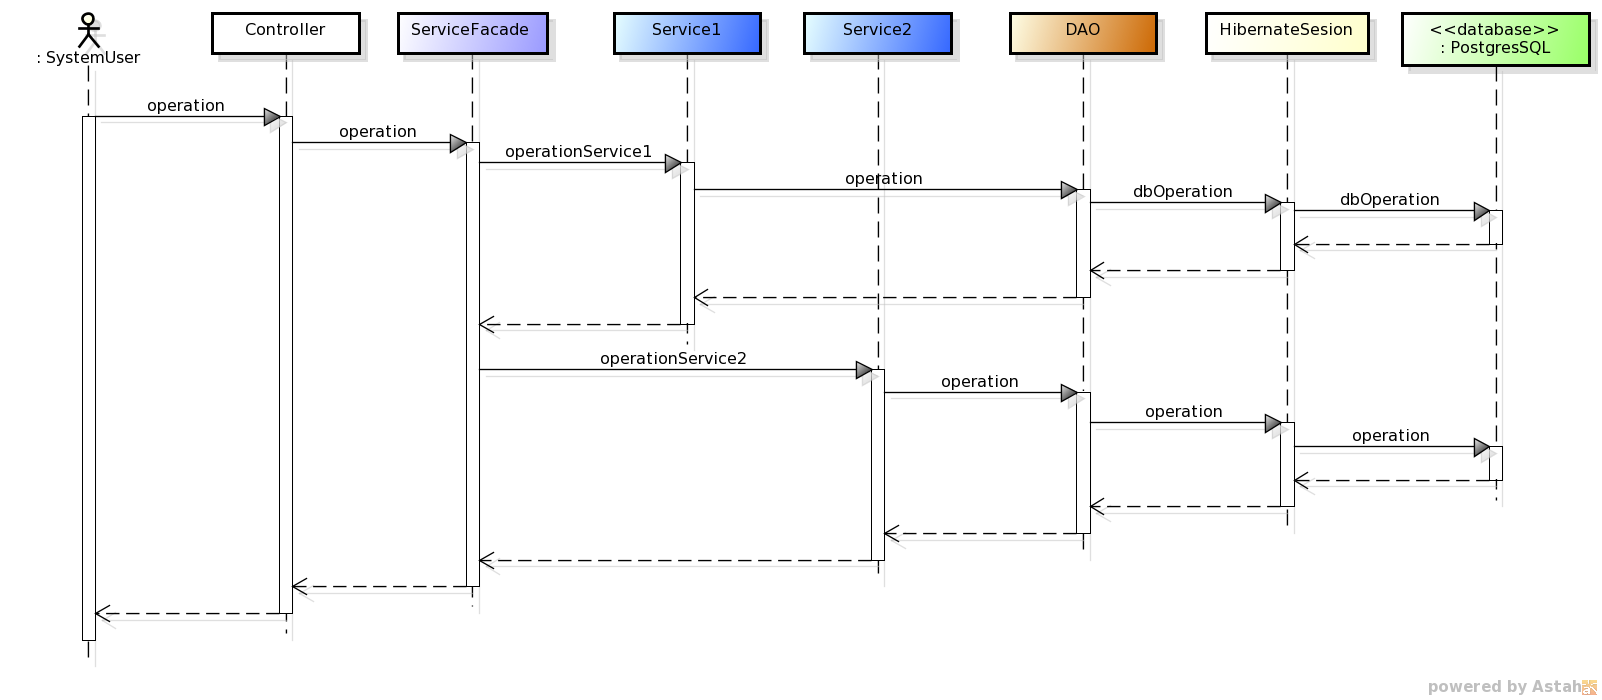 : SystemUser
Controller
ServiceFacade
Service1
Service2
DAO
HibernateSesion
<<database>>
: PostgresSQL
operation
operation
operationService1
operation
dbOperation
dbOperation
operationService2
operation
operation
operation
powered by Astah